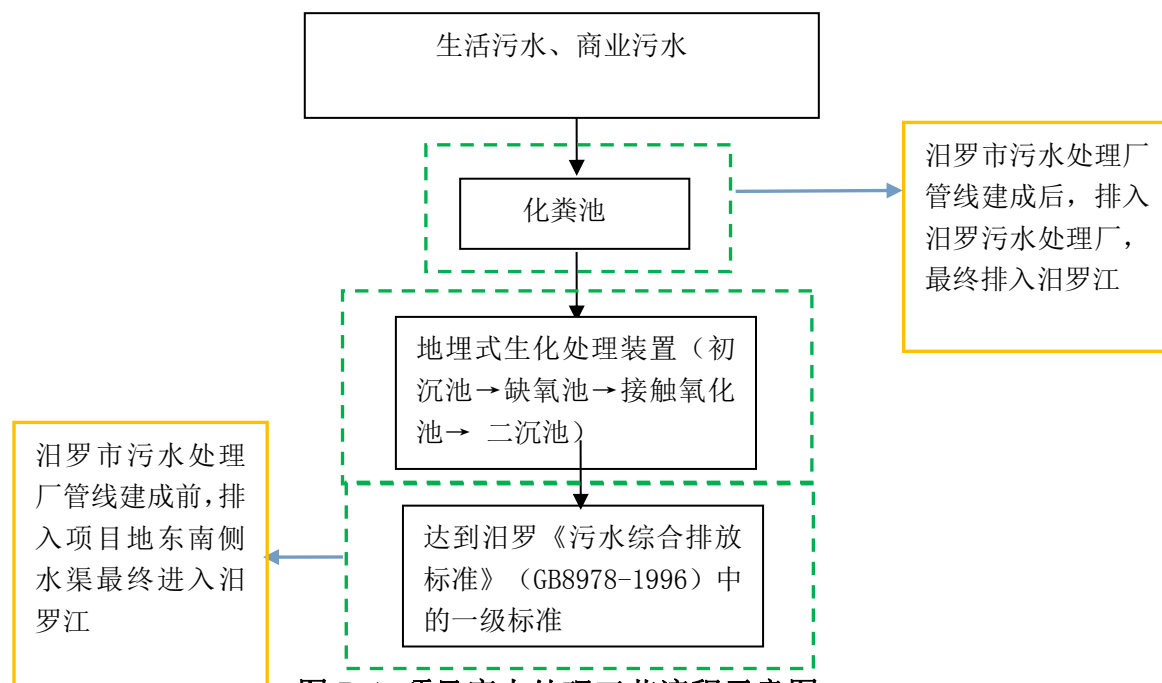 生活污水、商业污水
化粪池
汨罗市污水处理厂
管线建成后，排入
汨罗污水处理厂，
最终排入汨罗江
地埋式生化处理装置（初
沉池→缺氧池→接触氧化
池→ 二沉池）
汨罗市污水处理
厂管线建成前,排
入项目地东南侧
水渠最终进入汨
罗江
达到汨罗《污水综合排放
标准》（GB8978-1996）中
的一级标准